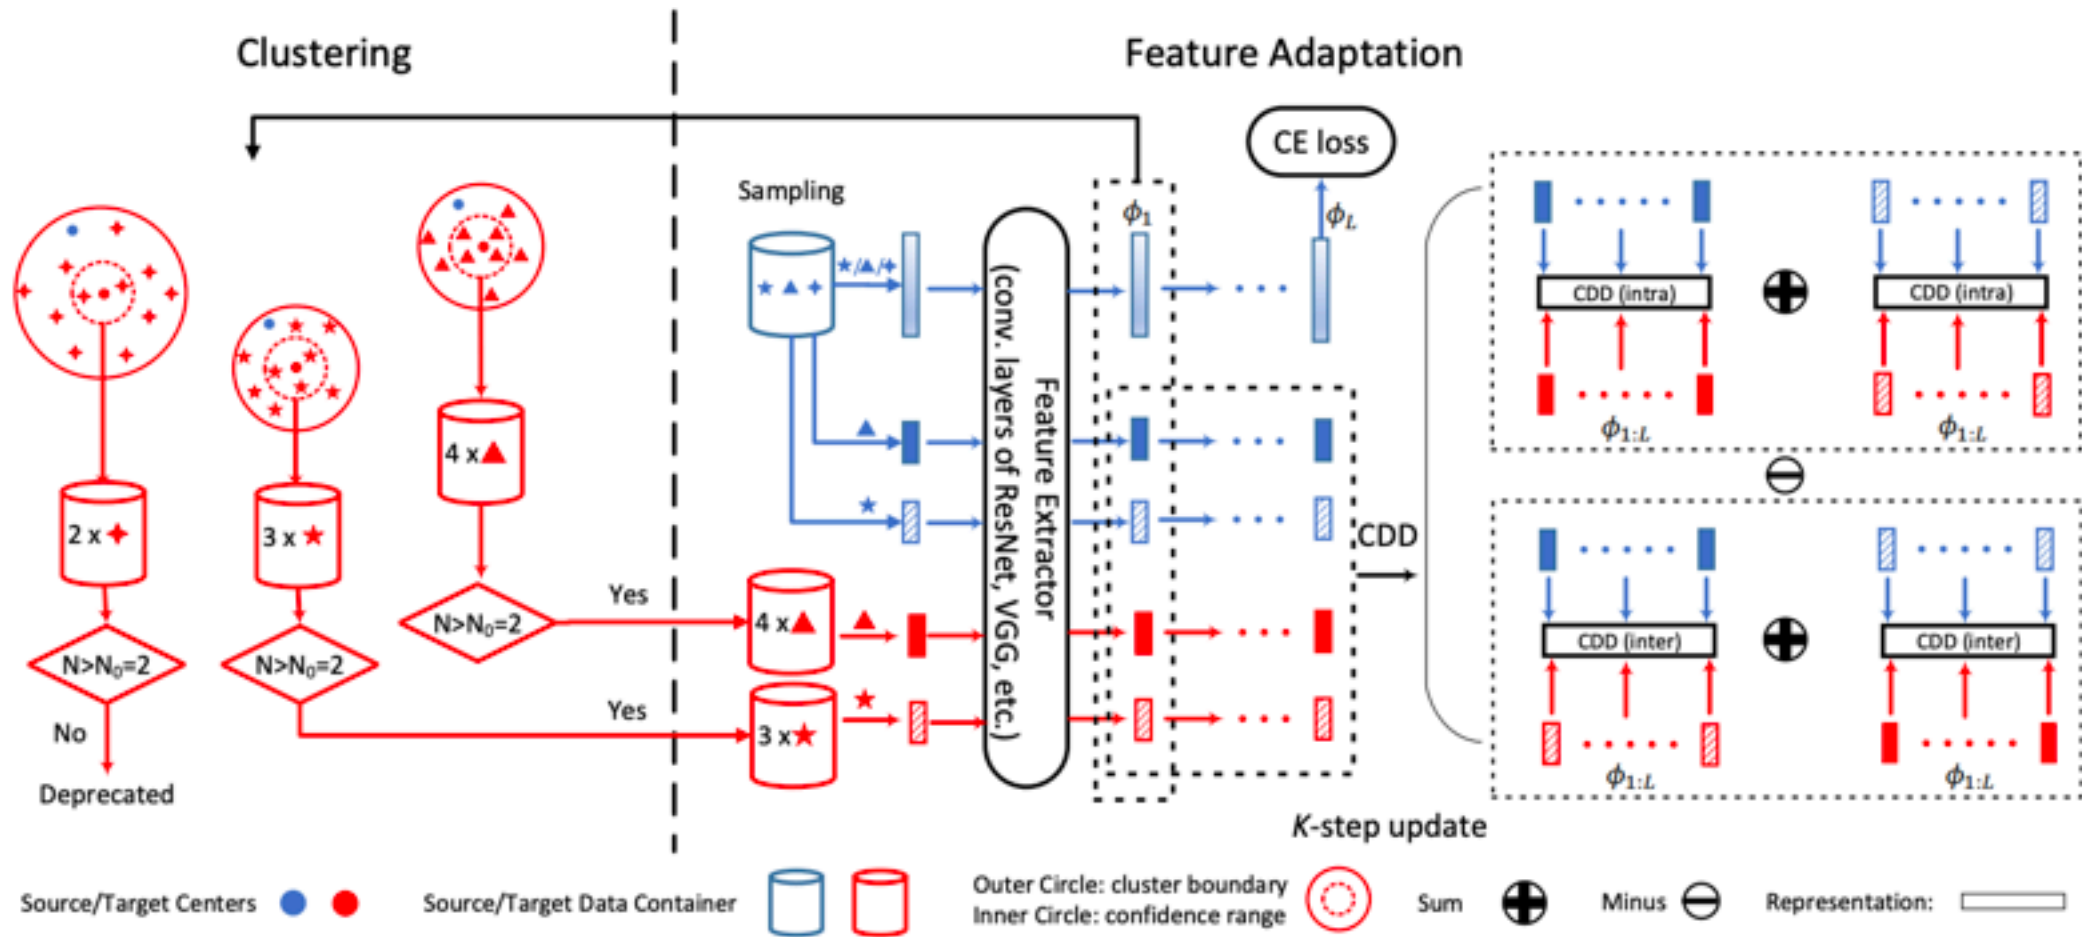 Clustering
Feature Adaptation
CE loss
Sampling
ϕ₁
ϕ_L
★/▲/✦
★ ▲ ✦
CDD (intra)
CDD (intra)
4 x▲
ϕ₁:L
ϕ₁:L
Feature Extractor
(conv. layers of ResNet, VGG, etc.)
2 x ✦
3 x ★
CDD
Yes
N>N₀=2
4 x▲
CDD (inter)
CDD (inter)
N>N₀=2
N>N₀=2
Yes
3 x★
No
Deprecated
ϕ₁:L
ϕ₁:L
K-step update
Source/Target Centers
Source/Target Data Container
Outer Circle: cluster boundary
Inner Circle: confidence range
Sum
Minus
Representation: